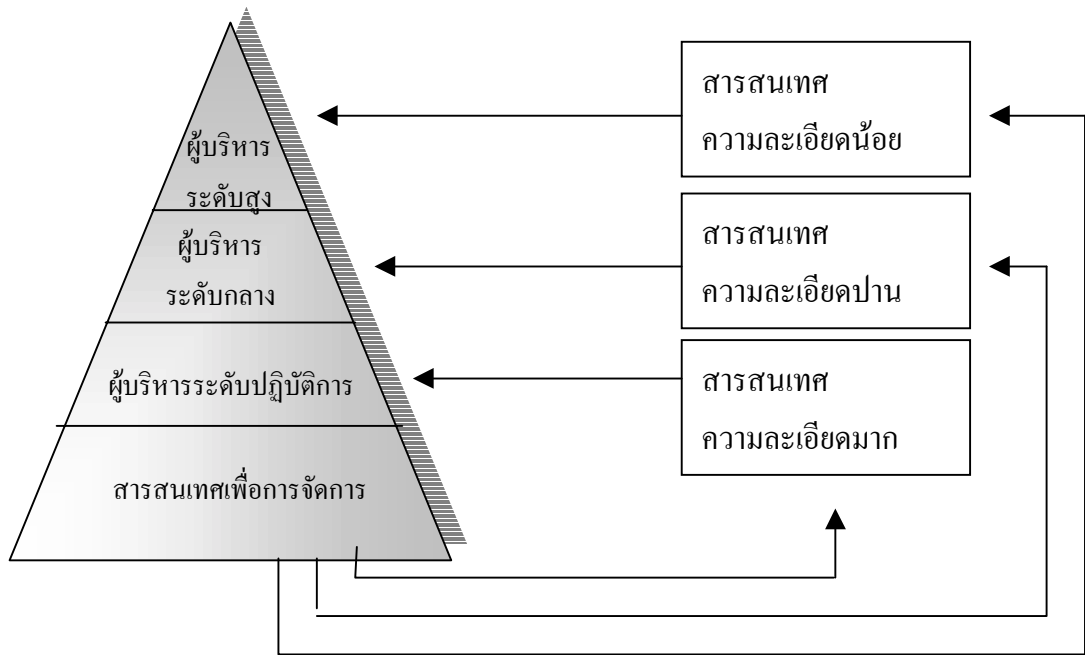 ผู้บริหาร
ระดับสูง
ผู้บริหาร
ระดับกลาง
ผู้บริหารระดับปฏิบัติการ
สารสนเทศเพื่อการจัดการ
สารสนเทศ
ความละเอียดน้อย
สารสนเทศ
ความละเอียดปาน
สารสนเทศ
ความละเอียดมาก